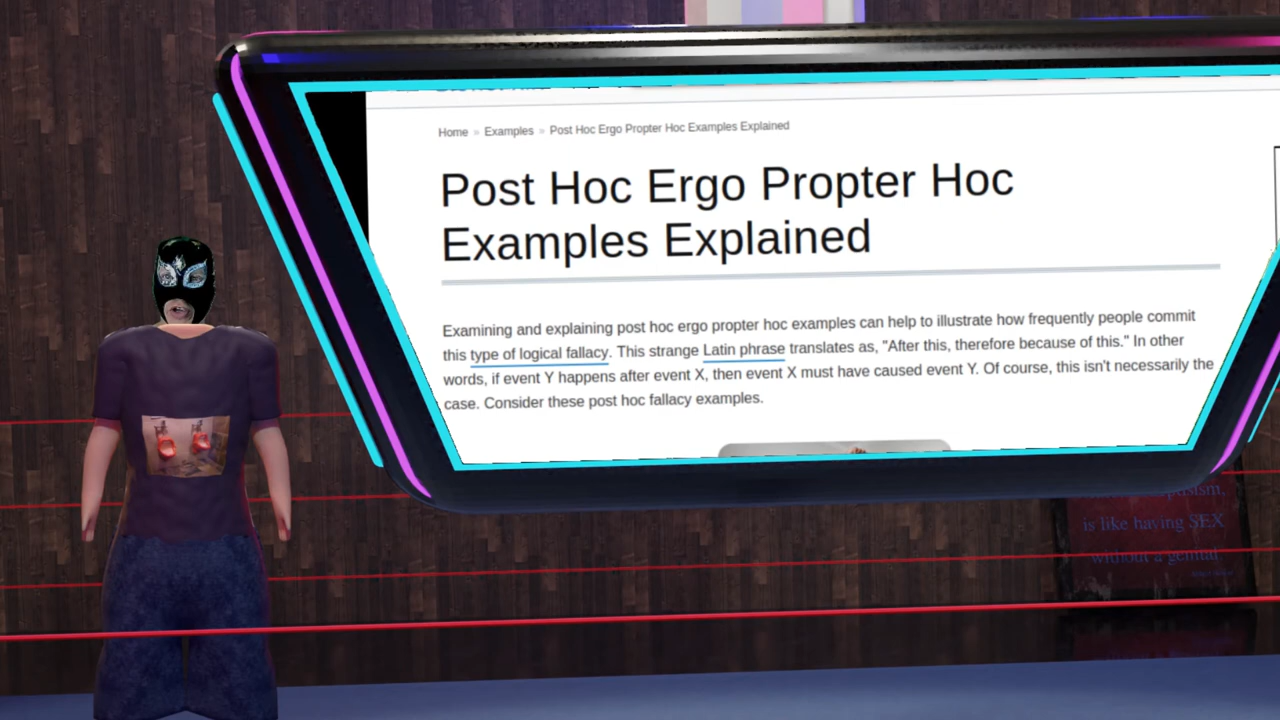 Home » Examples » Post Hoc Ergo Propter Hoc Examples Explained
Post Hoc Ergo Propter Hoc
Examples Explained
Examining and explaining post hoc ergo propter hoc examples can help to illustrate how frequently people commit
this type of logical fallacy. This strange Latin phrase translates as, "After this, therefore because of this." In other
words, if event Y happens after event X, then event X must have caused event Y. Of course, this isn't necessarily the
case. Consider these post hoc fallacy examples.
is like having SEX
without a genital